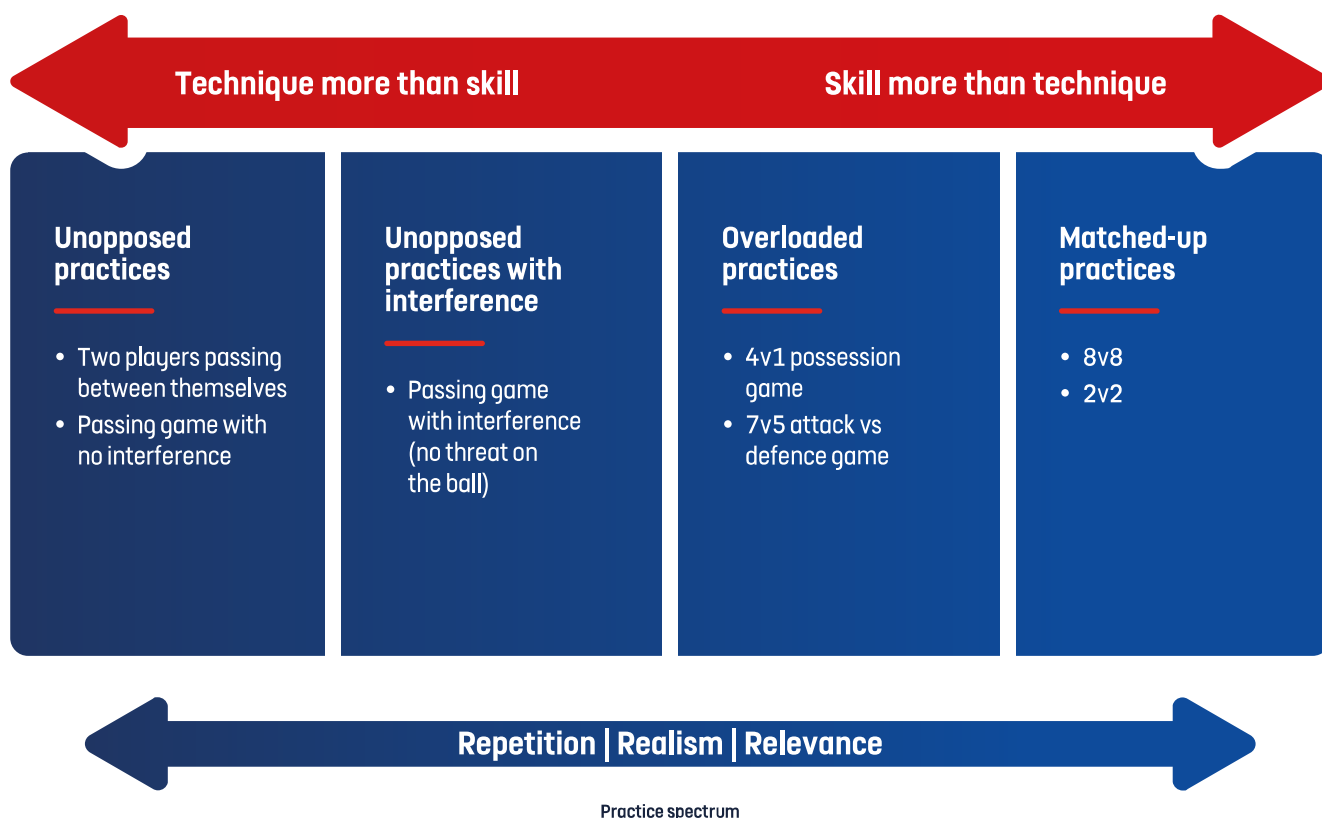 Technique more than skill
Skill more than technique
Unopposed
practices
• Two players passing
between themselves
• Passing game with
no interference
Unopposed
practices with
interference
• Passing game
with interference
(no threat on
the ball)
Overloaded
practices
• 4v1 possession
game
• 7v5 attack vs
defence game
Matched-up
practices
• 8v8
• 2v2
Repetition | Realism | Relevance
Practice spectrum